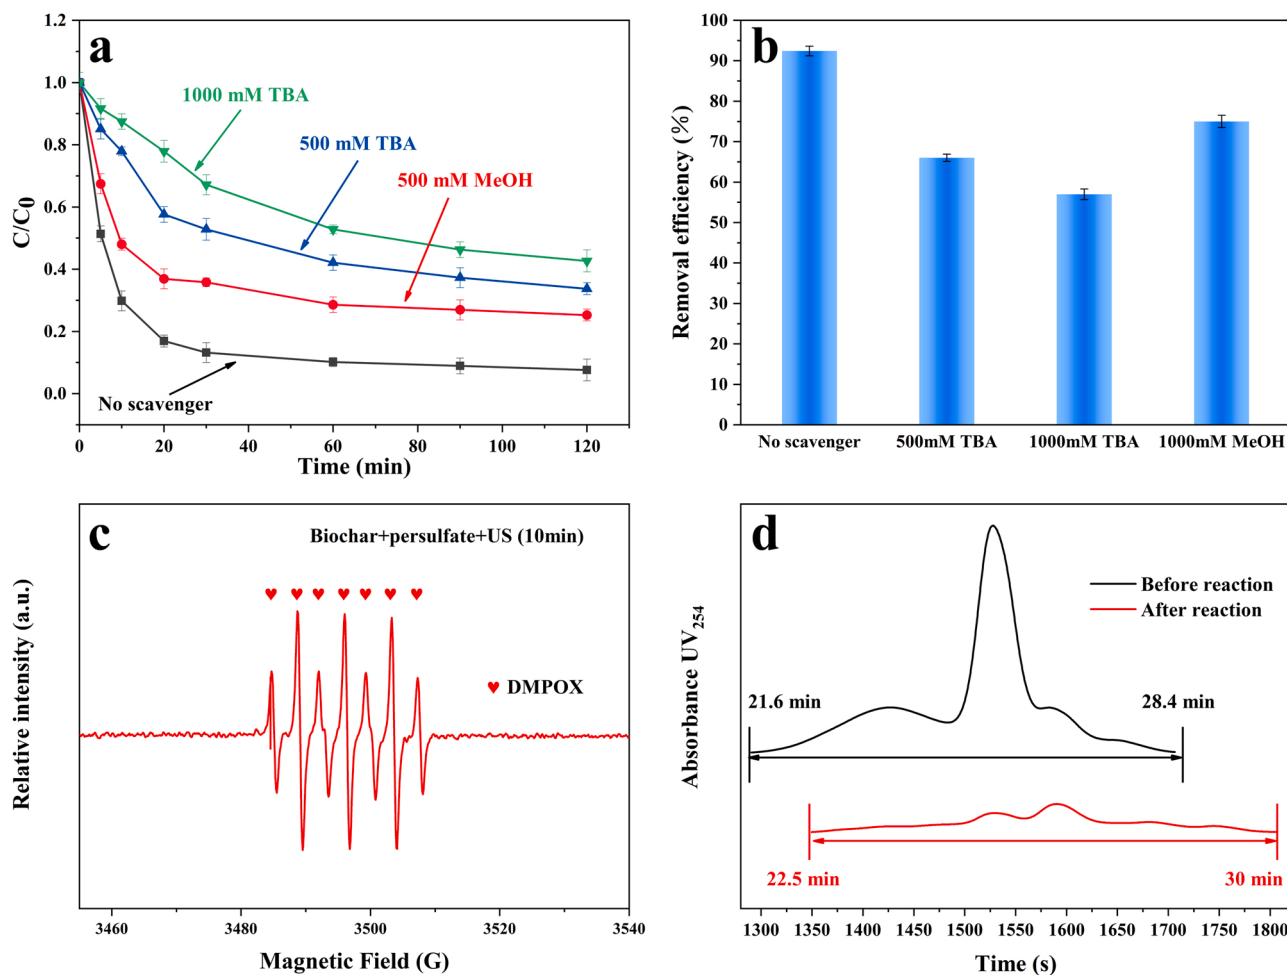 a
1.2
1.0
0.8
0.6
0.4
0.2
0.0
C/C0
1000 mM TBA
500 mM TBA
500 mM MeOH
No scavenger
0 20 40 60 80 100 120
Time (min)
b
100
90
80
70
60
50
40
30
20
10
0
Removal efficiency (%)
No scavenger 500mM TBA 1000mM TBA 1000mM MeOH
c
Biochar+persulfate+US (10min)
♥ DMPOX
Relative intensity (a.u.)
3460 3480 3500 3520 3540
Magnetic Field (G)
d
Before reaction
After reaction
21.6 min
28.4 min
22.5 min
30 min
Absorbance UV254
1300 1350 1400 1450 1500 1550 1600 1650 1700 1750 1800
Time (s)